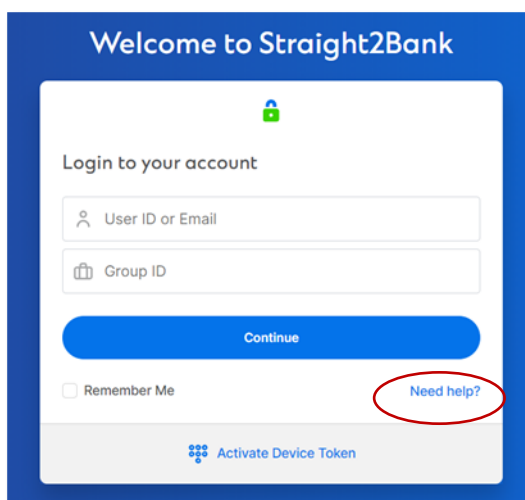 Welcome to Straight2Bank
Login to your account
User ID or Email
Group ID
Continue
Remember Me
Need help?
Activate Device Token